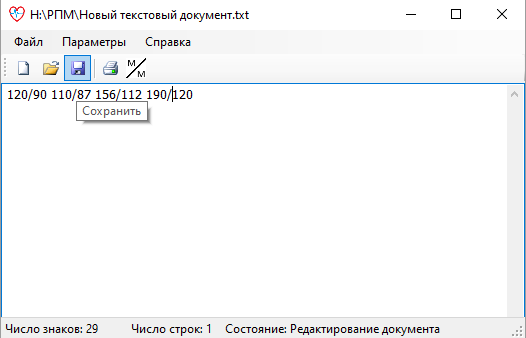 Н:\РПМ\Новый текстовый документ.txt
Файл Параметры Справка
М/М
120/90 110/87 156/112 190/120
Сохранить
Число знаков: 29 Число строк: 1 Состояние: Редактирование документа